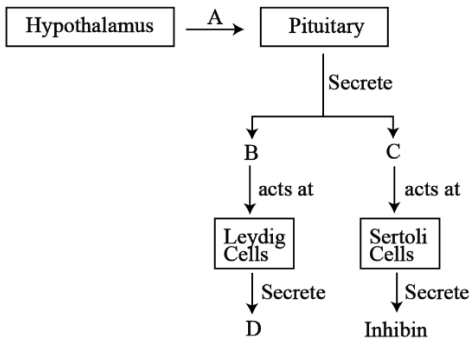 Hypothalamus
A
Pituitary
Secrete
B
C
acts at
acts at
Leydig
Cells
Sertoli
Cells
Secrete
Secrete
D
Inhibin